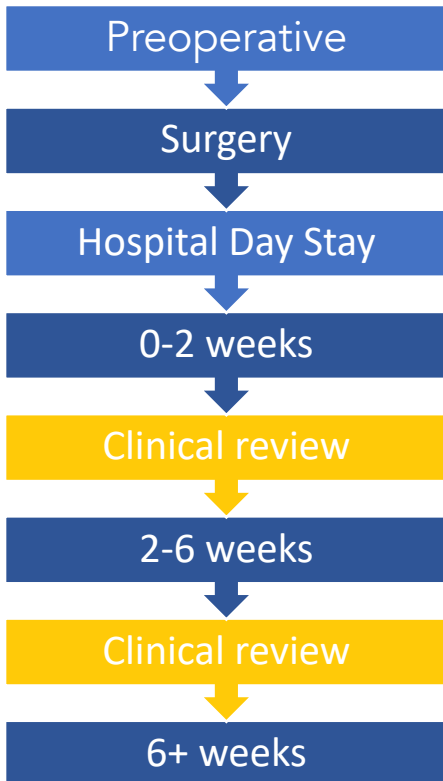 Preoperative
Surgery
Hospital Day Stay
0-2 weeks
Clinical review
2-6 weeks
Clinical review
6+ weeks